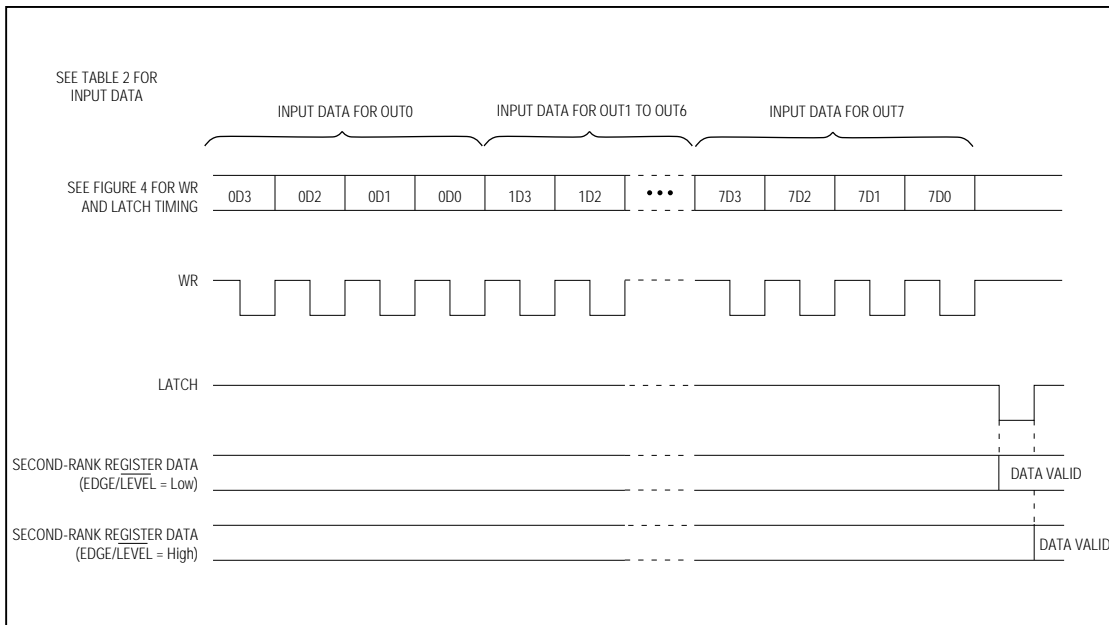 SEE TABLE 2 FOR
INPUT DATA
INPUT DATA FOR OUT0
INPUT DATA FOR OUT1 TO OUT6
INPUT DATA FOR OUT7
SEE FIGURE 4 FOR WR
AND LATCH TIMING
0D3 0D2 0D1 0D0 1D3 1D2 ••• 7D3 7D2 7D1 7D0
WR
LATCH
SECOND-RANK REGISTER DATA
(EDGE/LEVEL = Low)
DATA VALID
SECOND-RANK REGISTER DATA
(EDGE/LEVEL = High)
DATA VALID